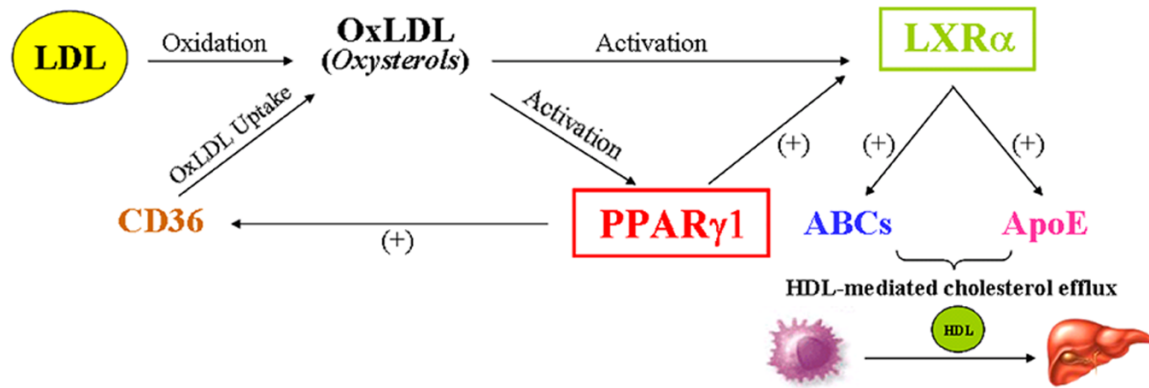 LDL
Oxidation
OxLDL
(Oxysterols)
Activation
LXRα
OxLDL Uptake
Activation
(+)
(+)
(+)
CD36
(+)
PPARγ1
ABCs
ApoE
HDL-mediated cholesterol efflux
HDL